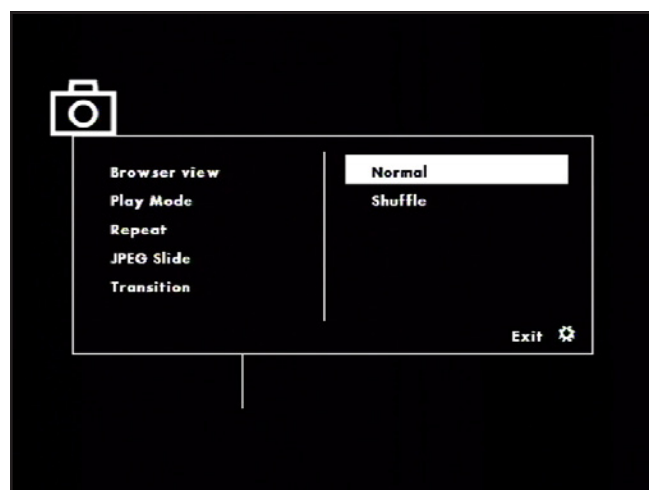 Browser view
Play Mode
Repeat
JPEG Slide
Transition
Normal
Shuffle
Exit